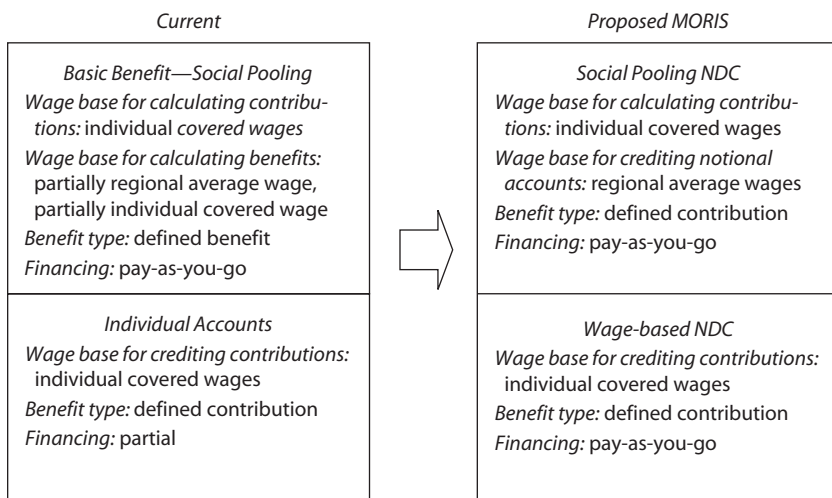 Current
Basic Benefit—Social Pooling
Wage base for calculating contribu-
tions: individual covered wages
Wage base for calculating benefits:
partially regional average wage,
partially individual covered wage
Benefit type: defined benefit
Financing: pay-as-you-go
Individual Accounts
Wage base for crediting contributions:
individual covered wages
Benefit type: defined contribution
Financing: partial
Proposed MORIS
Social Pooling NDC
Wage base for calculating contribu-
tions: individual covered wages
Wage base for crediting notional
accounts: regional average wages
Benefit type: defined contribution
Financing: pay-as-you-go
Wage-based NDC
Wage base for crediting contributions:
individual covered wages
Benefit type: defined contribution
Financing: pay-as-you-go